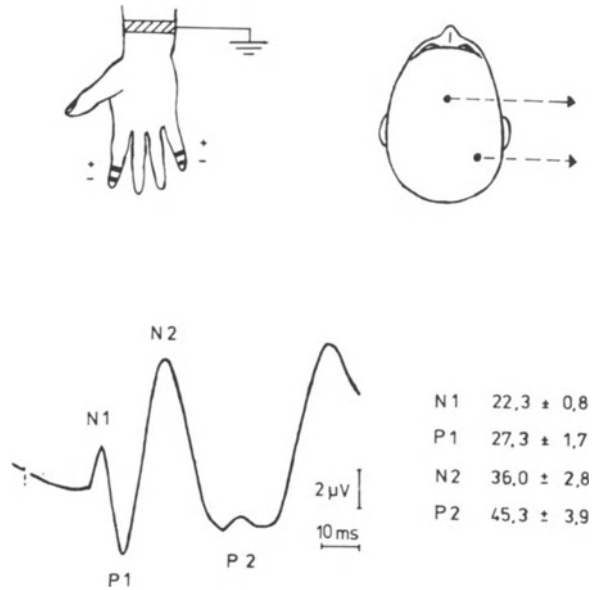 +
-
+
-
N2
N1
P1
P2
2 µV
10 ms
N1 22,3 ± 0,8
P1 27,3 ± 1,7
N2 36,0 ± 2,8
P2 45,3 ± 3,9